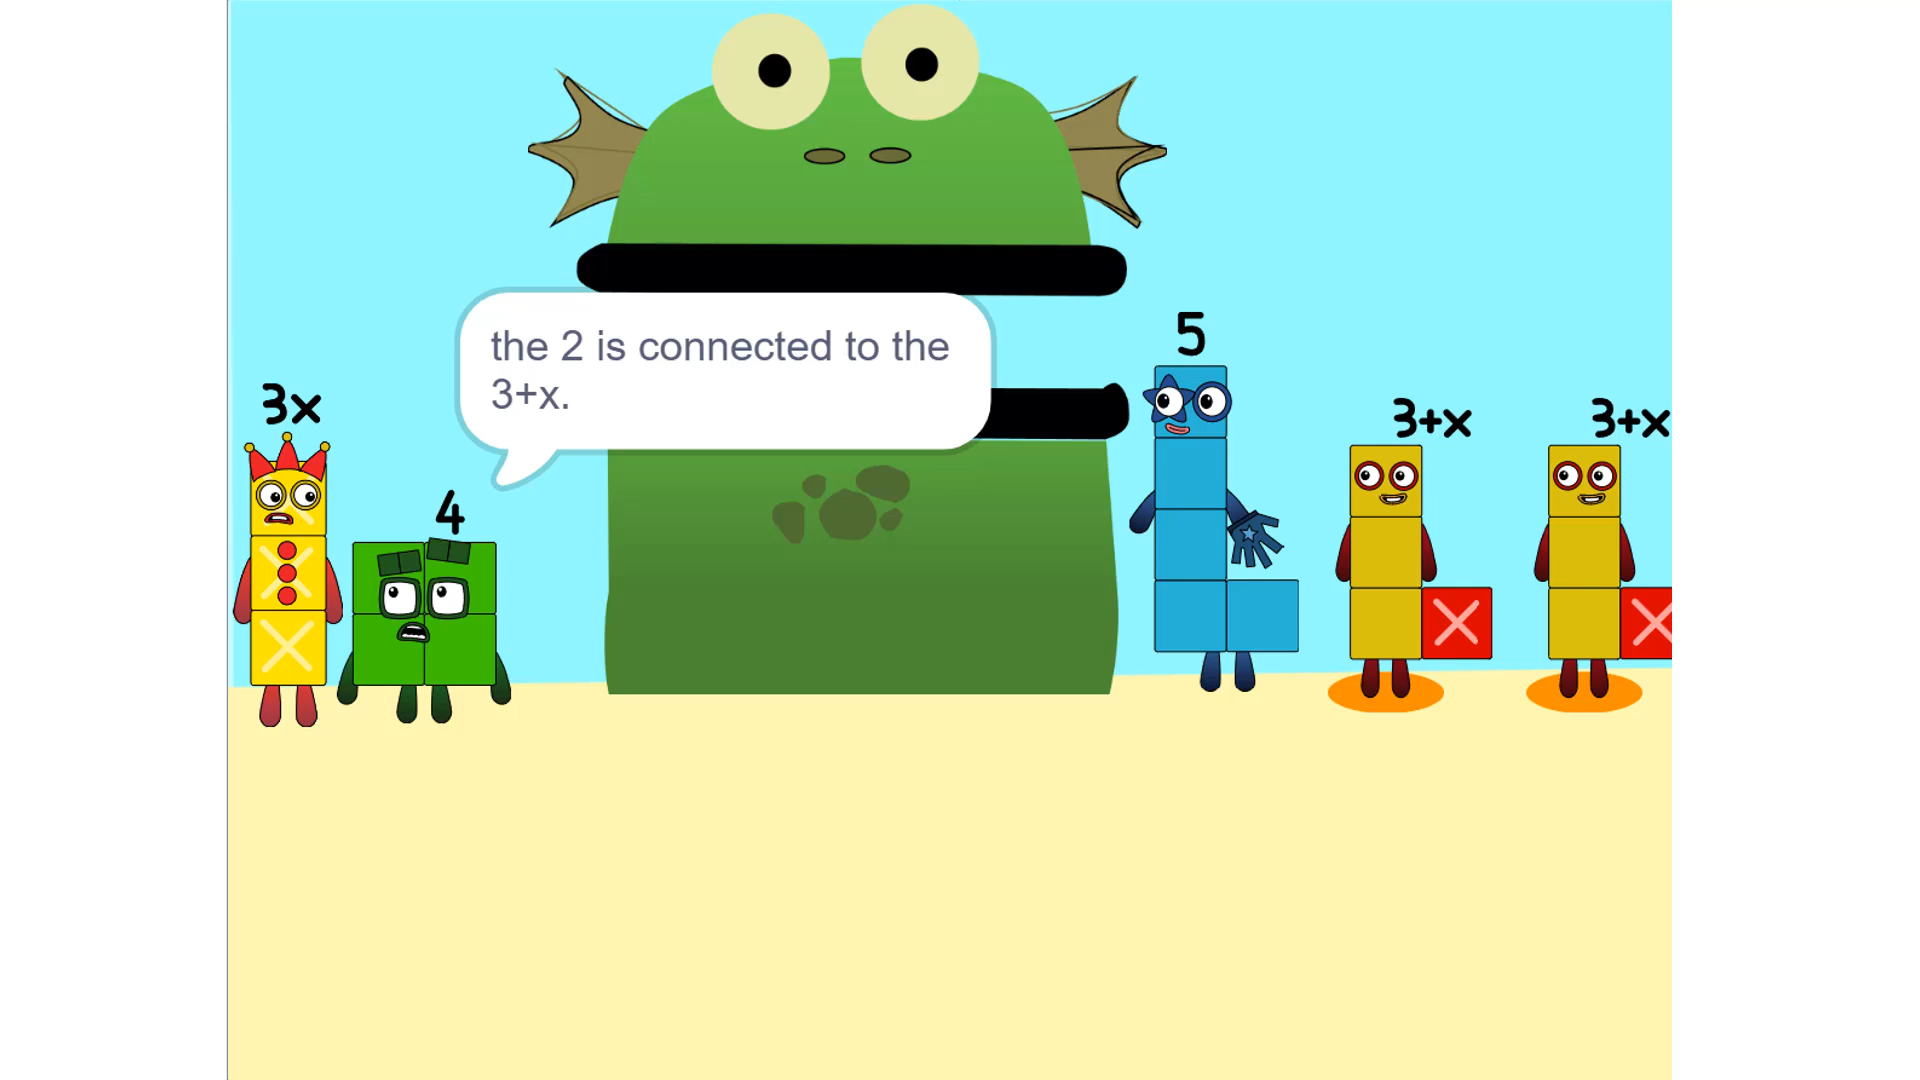 the 2 is connected to the
3+x.
5
3x
3+x
3+x
4